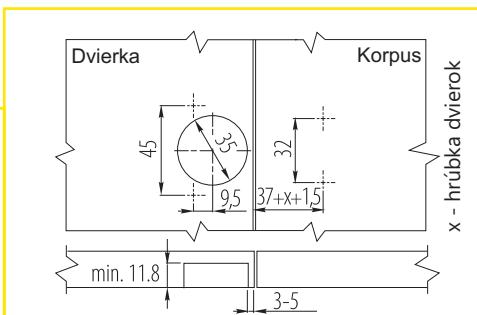 Dvierka
Korpus
45
35
32
9,5
37+x+1,5
x - hrúbka dvierok
min. 11.8
3-5